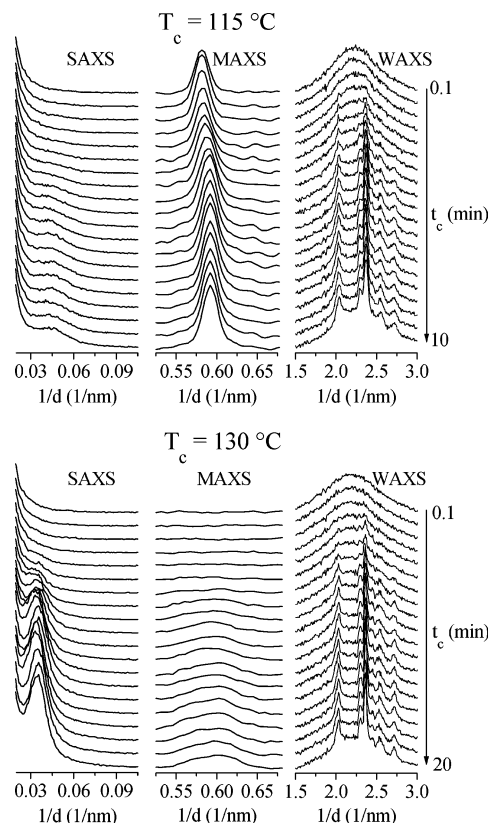 T_c = 115 °C
SAXS MAXS WAXS
0.1
t_c (min)
10
0.03 0.06 0.09 0.55 0.60 0.65 1.5 2.0 2.5 3.0
1/d (1/nm) 1/d (1/nm) 1/d (1/nm)
T_c = 130 °C
SAXS MAXS WAXS
0.1
t_c (min)
20
0.03 0.06 0.09 0.55 0.60 0.65 1.5 2.0 2.5 3.0
1/d (1/nm) 1/d (1/nm) 1/d (1/nm)